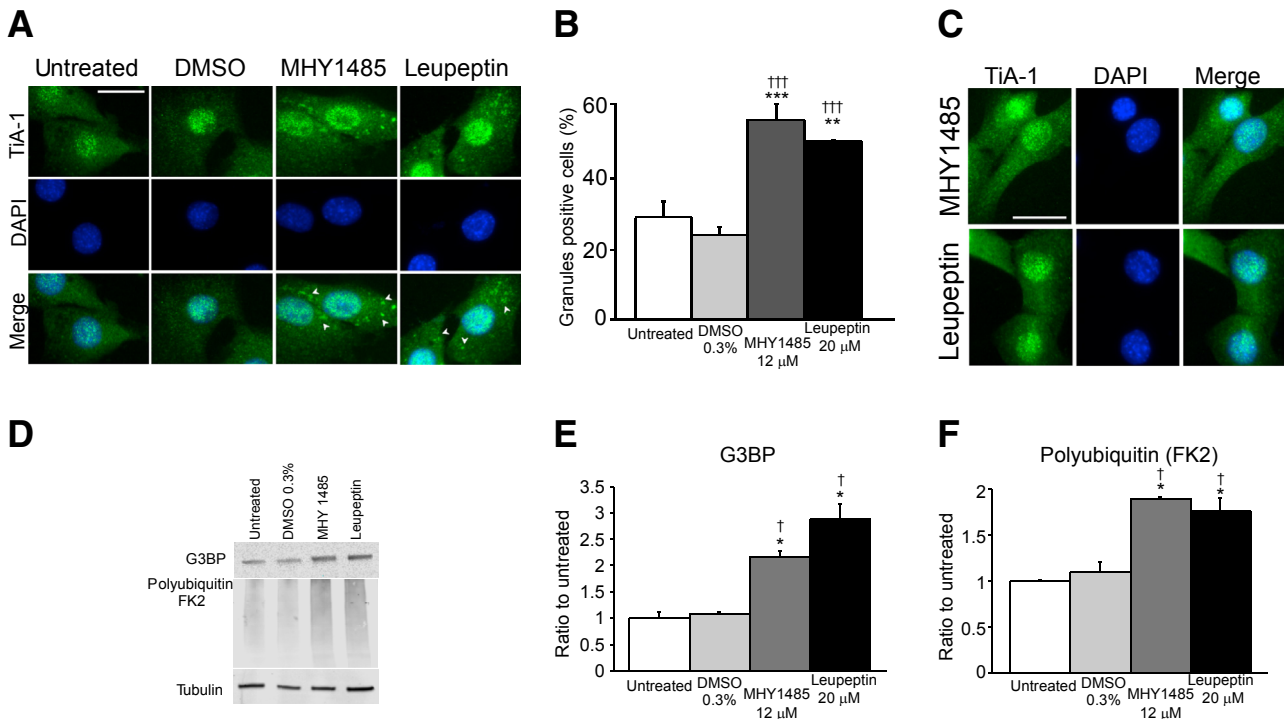 A
Untreated DMSO MHY1485 Leupeptin
TiA-1
DAPI
Merge
B
Granules positive cells (%)
60
40
20
0
†††
***
†††
**
Untreated
DMSO
0.3%
MHY1485
12 µM
Leupeptin
20 µM
C
TiA-1 DAPI Merge
MHY1485
Leupeptin
D
Untreated
DMSO 0.3%
MHY 1485
Leupeptin
G3BP
Polyubiquitin
FK2
Tubulin
E
G3BP
Ratio to untreated
3.5
3
2.5
2
1.5
1
0.5
0
†
*
†
*
Untreated
DMSO
0.3%
MHY1485
12 µM
Leupeptin
20 µM
F
Polyubiquitin (FK2)
Ratio to untreated
2
1.5
1
0.5
0
†
*
†
*
Untreated
DMSO
0.3%
MHY1485
12 µM
Leupeptin
20 µM